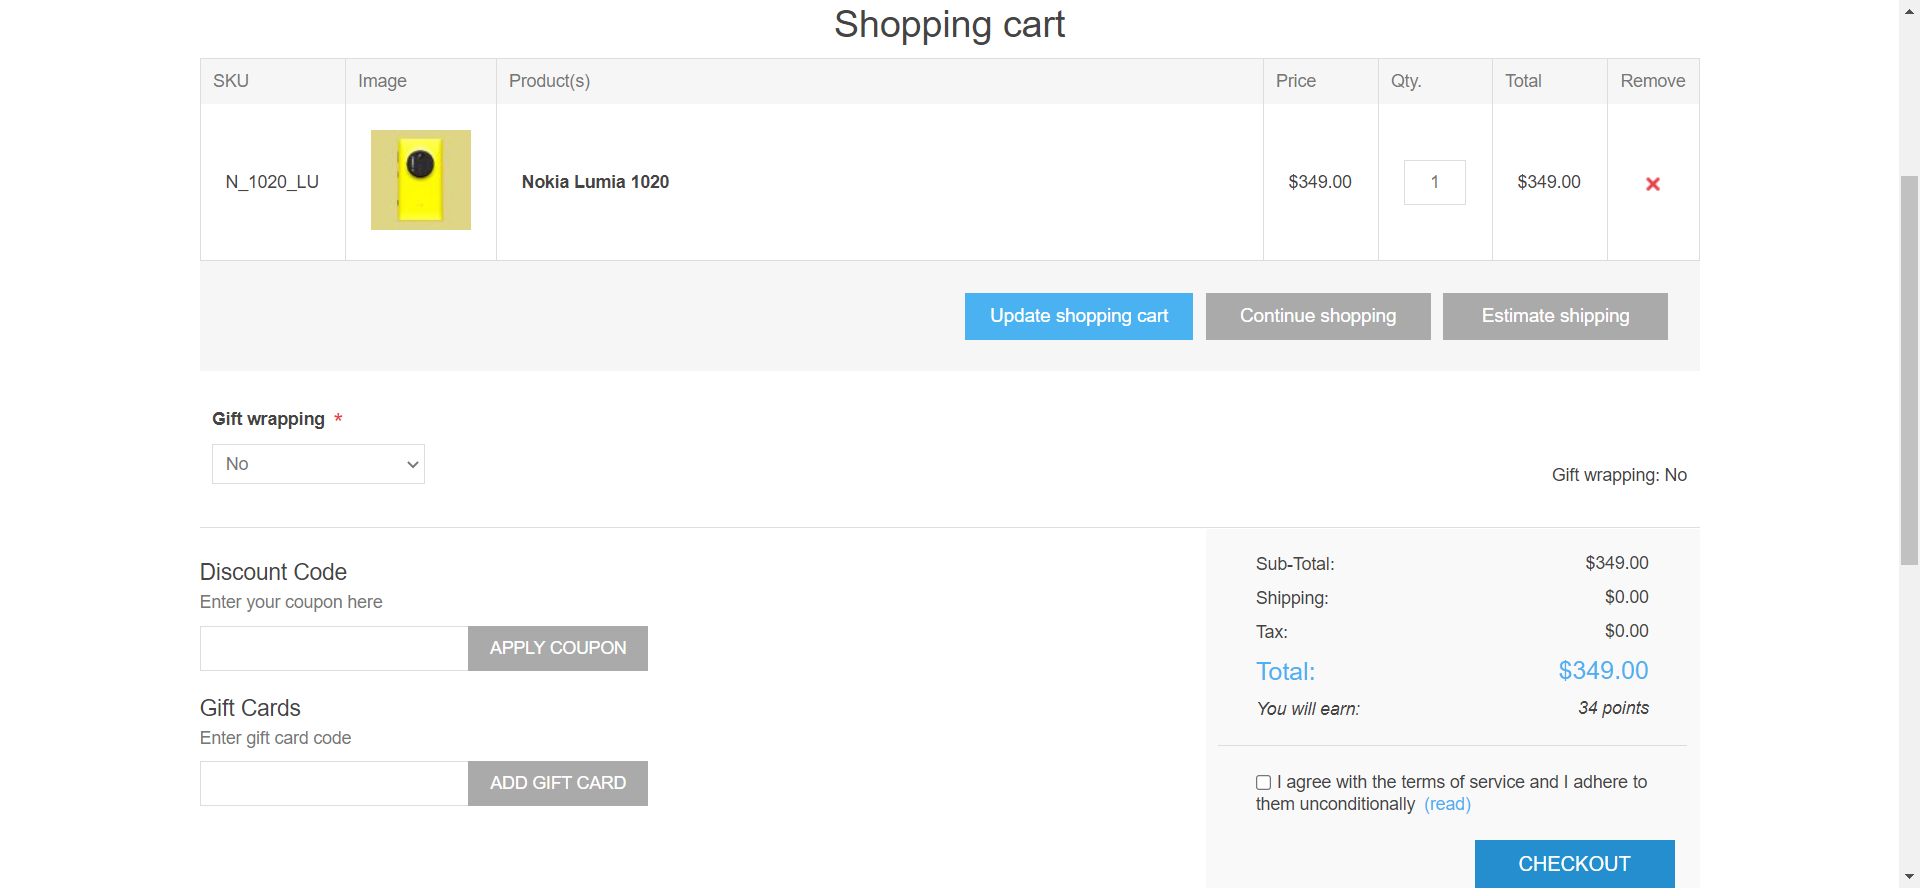 Shopping cart
SKU Image Product(s) Price Qty. Total Remove
N_1020_LU Nokia Lumia 1020 $349.00 1 $349.00
Update shopping cart Continue shopping Estimate shipping
Gift wrapping *
No
Gift wrapping: No
Discount Code
Enter your coupon here
APPLY COUPON
Gift Cards
Enter gift card code
ADD GIFT CARD
Sub-Total: $349.00
Shipping: $0.00
Tax: $0.00
Total: $349.00
You will earn: 34 points
I agree with the terms of service and I adhere to
them unconditionally (read)
CHECKOUT